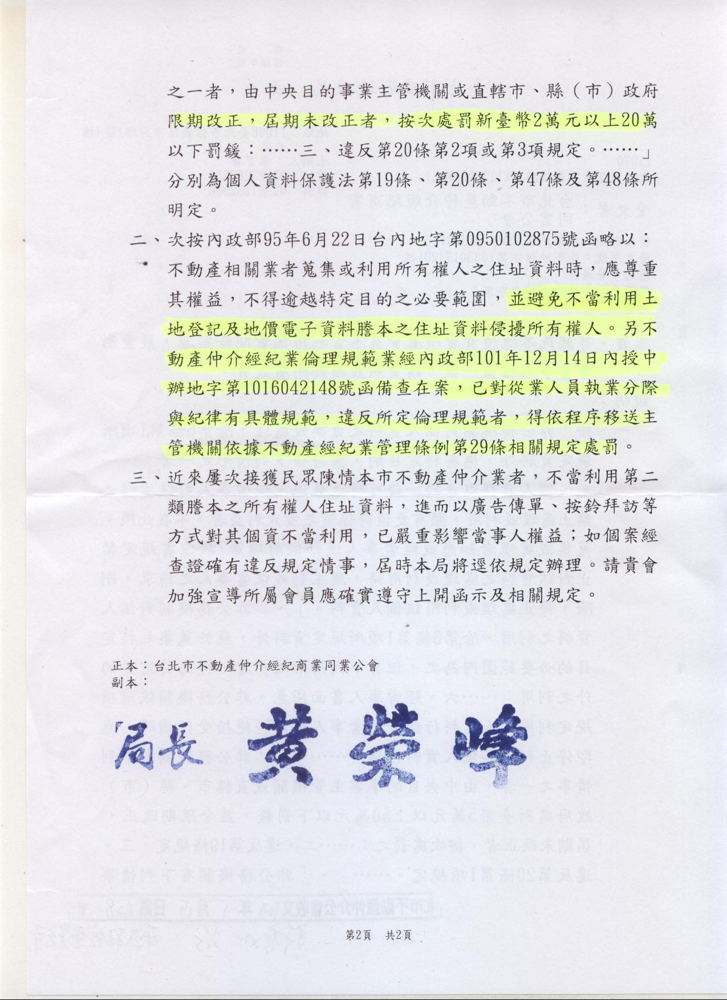 之一者，由中央目的事業主管機關或直轄市、縣（市）政府
限期改正，屆期未改正者，按次處罰新臺幣2萬元以上20萬
以下罰鍰：……三、違反第20條第2項或第3項規定。……」
分別為個人資料保護法第19條、第20條、第47條及第48條所
明定。
二、次按內政部95年6月22日台內地字第0950102875號函略以：
不動產相關業者蒐集或利用所有權人之住址資料時，應尊重
其權益，不得逾越特定目的之必要範圍，並避免不當利用土
地登記及地價電子資料謄本之住址資料侵擾所有權人。另不
動產仲介經紀業倫理規範業經內政部101年12月14日內授中
辦地字第1016042148號函備查在案，已對從業人員執業分際
與紀律有具體規範，違反所定倫理規範者，得依程序移送主
管機關依據不動產經紀業管理條例第29條相關規定處罰。
三、近來屢次接獲民眾陳情本市不動產仲介業者，不當利用第二
類謄本之所有權人住址資料，進而以廣告傳單、按鈴拜訪等
方式對其個資不當利用，已嚴重影響當事人權益；如個案經
查證確有違反規定情事，屆時本局將逕依規定辦理。請貴會
加強宣導所屬會員應確實遵守上開函示及相關規定。
正本：台北市不動產仲介經紀商業同業公會
副本：
局長 黃榮峰
第2頁 共2頁